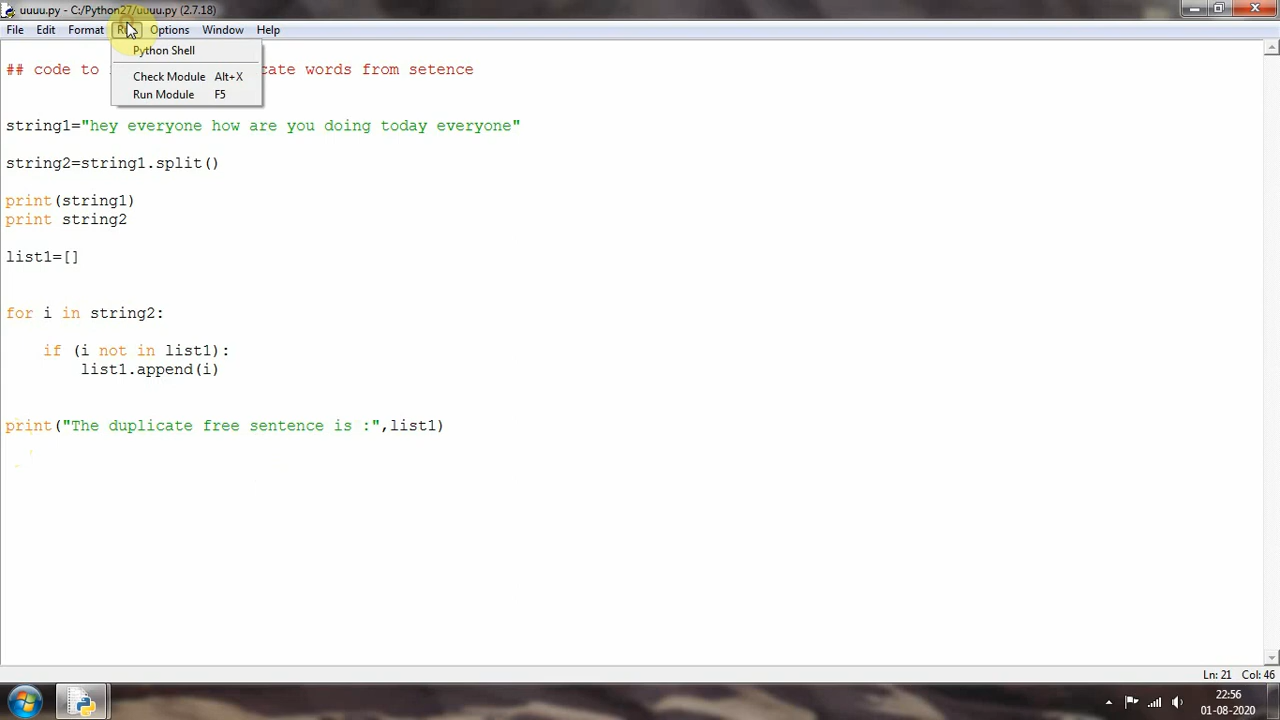 uuuu.py - C:/Python27/uuuu.py (2.7.18)
File Edit Format Options Window Help
Python Shell
Check Module Alt+X
Run Module F5
## code to cate words from setence
string1="hey everyone how are you doing today everyone"
string2=string1.split()
print(string1)
print string2
list1=[]
for i in string2:
if (i not in list1):
list1.append(i)
print("The duplicate free sentence is :",list1)
Ln: 21 Col: 46
22:56
01-08-2020